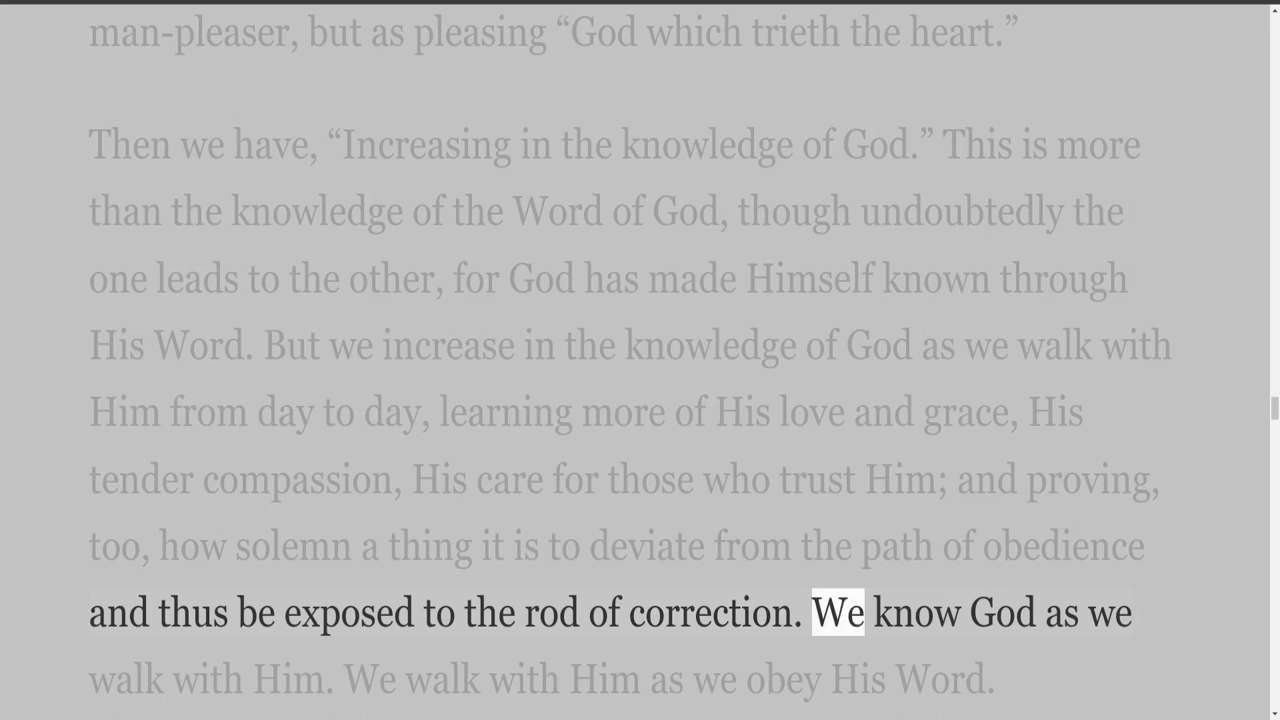 man-pleaser, but as pleasing “God which trieth the heart.”
Then we have, “Increasing in the knowledge of God.” This is more
than the knowledge of the Word of God, though undoubtedly the
one leads to the other, for God has made Himself known through
His Word. But we increase in the knowledge of God as we walk with
Him from day to day, learning more of His love and grace, His
tender compassion, His care for those who trust Him; and proving,
too, how solemn a thing it is to deviate from the path of obedience
and thus be exposed to the rod of correction. We know God as we
walk with Him. We walk with Him as we obey His Word.